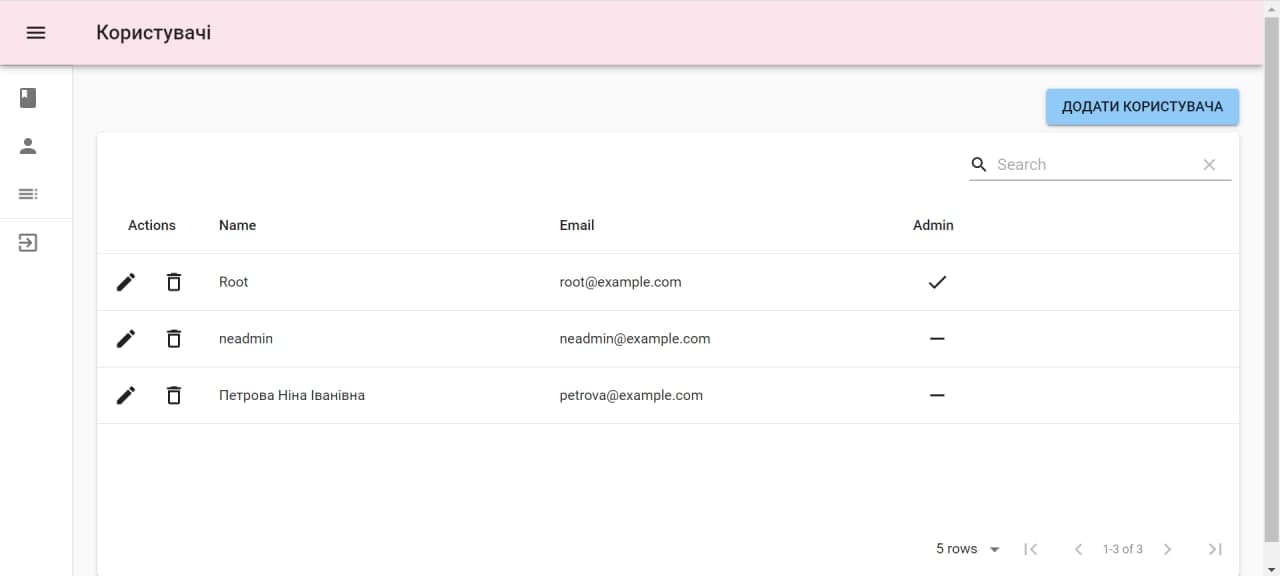 Користувачі
ДОДАТИ КОРИСТУВАЧА
Search
Actions Name Email Admin
Root root@example.com
neadmin neadmin@example.com
Петрова Ніна Іванівна petrova@example.com
5 rows 1-3 of 3